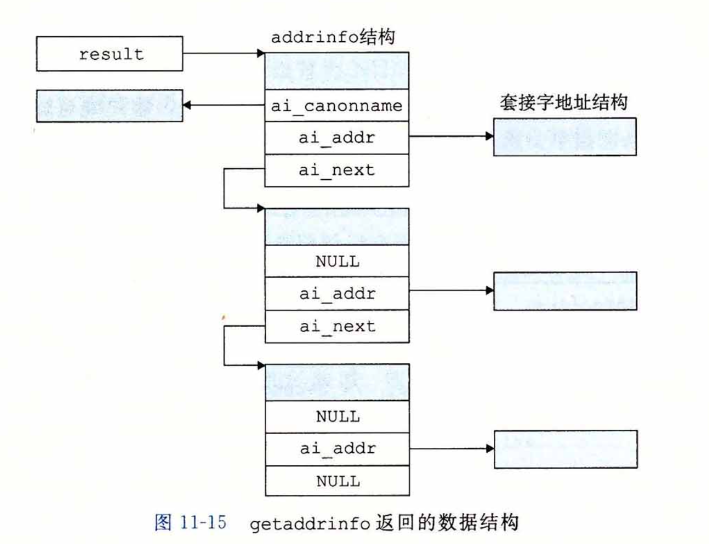 addrinfo结构
result
ai_canonname
套接字地址结构
ai_addr
ai_next
NULL
ai_addr
ai_next
NULL
ai_addr
NULL
图 11-15 getaddrinfo 返回的数据结构